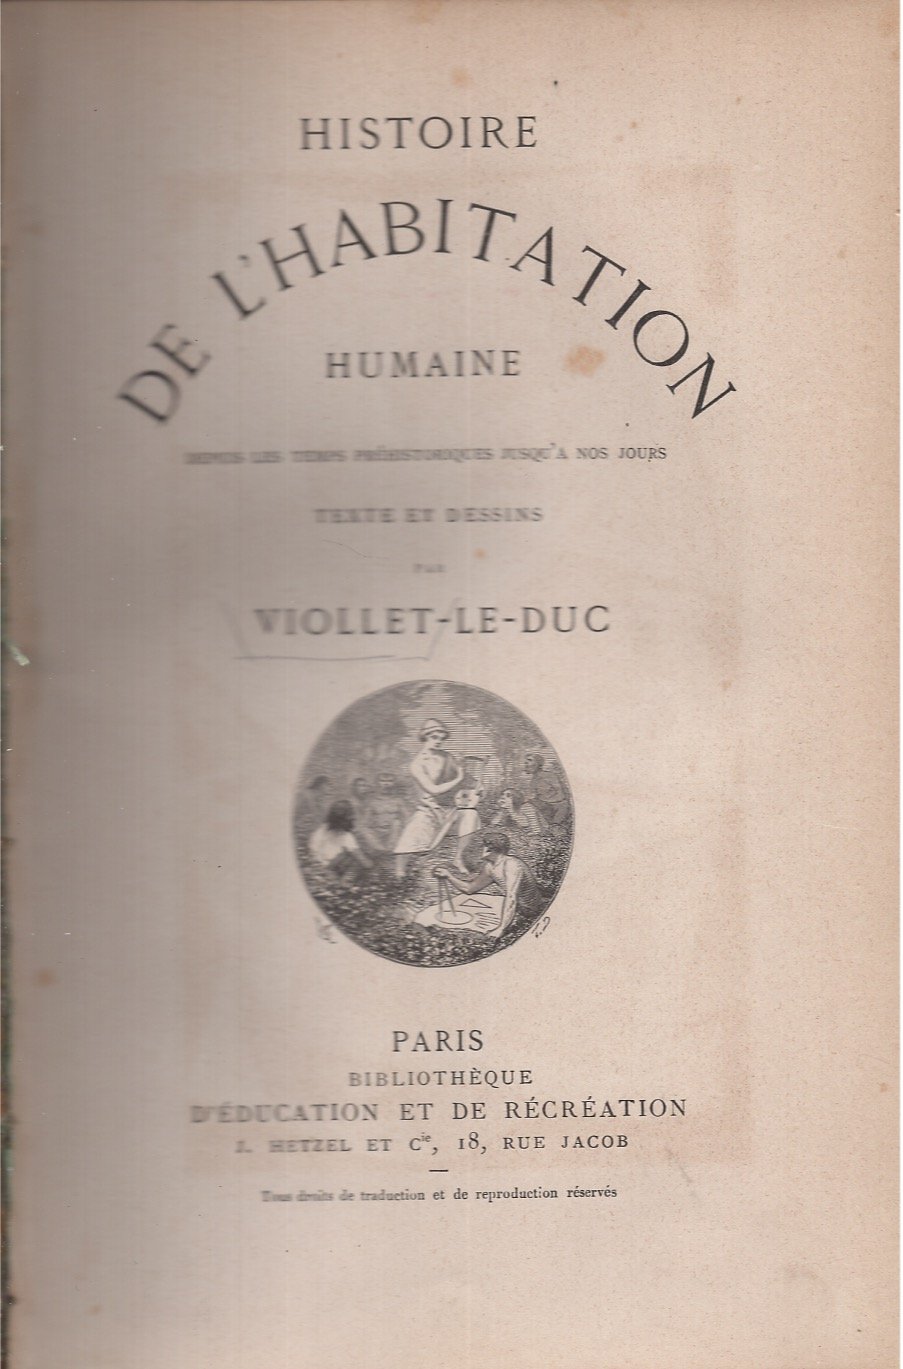 HISTOIRE
DE L'HABITATION
HUMAINE
DEPUIS LES TEMPS PRÉHISTORIQUES JUSQU'A NOS JOURS
TEXTE ET DESSINS
PAR
VIOLLET-LE-DUC
PARIS
BIBLIOTHÈQUE
D'ÉDUCATION ET DE RÉCRÉATION
J. HETZEL ET Cie, 18, RUE JACOB
Tous droits de traduction et de reproduction réservés